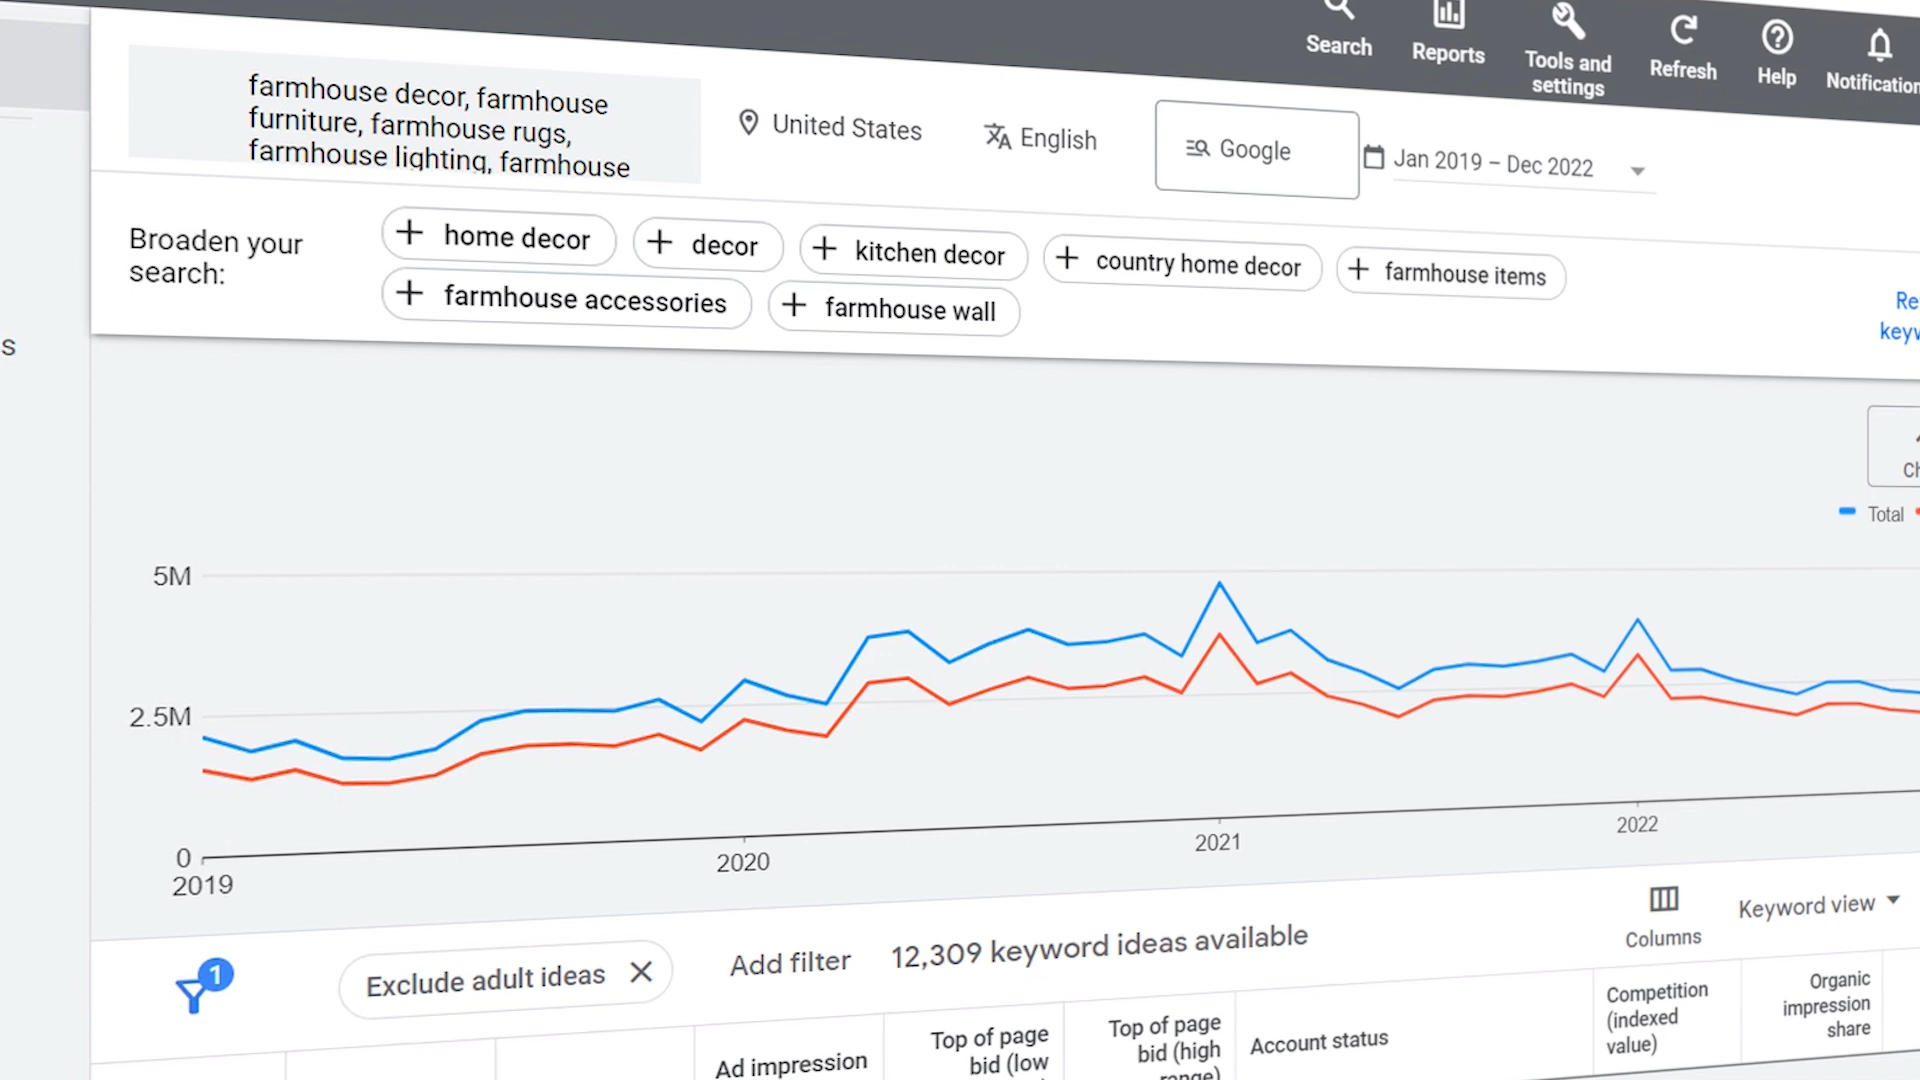 Search
Reports
Tools and
settings
Refresh
Help
Notification
farmhouse decor, farmhouse
furniture, farmhouse rugs,
farmhouse lighting, farmhouse
United States
English
Google
Jan 2019 – Dec 2022
Broaden your
search:
home decor
decor
kitchen decor
country home decor
farmhouse items
farmhouse accessories
farmhouse wall
Re
keyw
s
Ch
Total
5M
2.5M
0
2019
2020
2021
2022
1
Exclude adult ideas
Add filter
12,309 keyword ideas available
Columns
Keyword view
Ad impression
Top of page
bid (low
Top of page
bid (high
range)
Account status
Competition
(indexed
value)
Organic
impression
share